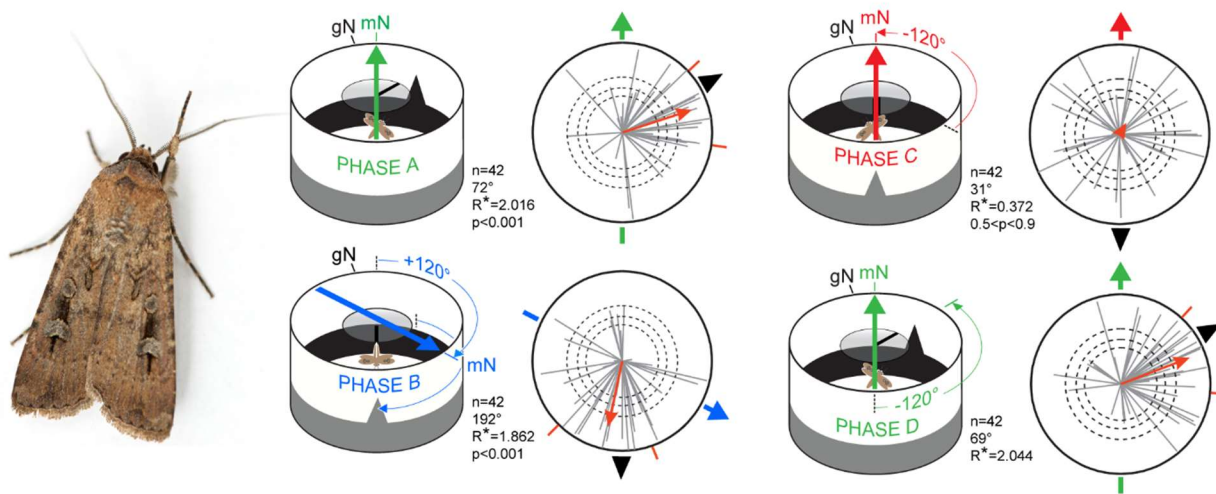 gN
mN
PHASE A
n=42
72°
R*=2.016
p<0.001
gN
mN
-120°
PHASE C
n=42
31°
R*=0.372
0.5<p<0.9
gN
+120°
mN
PHASE B
n=42
192°
R*=1.862
p<0.001
gN
mN
-120°
PHASE D
n=42
69°
R*=2.044